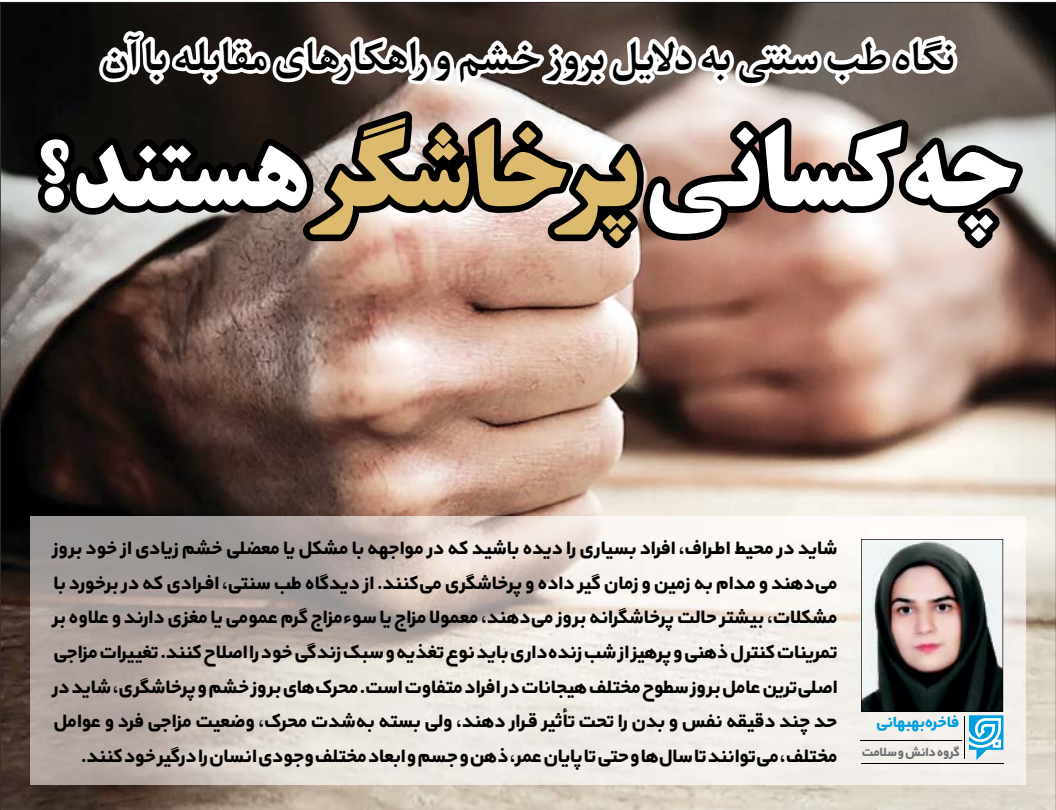 نگاه طب سنتی به دلایل بروز خشم و راهکارهای مقابله با آن
چه کسانی پرخاشگر هستند؟
شاید در محیط اطراف، افراد بسیاری را دیده باشید که در مواجهه با مشکل یا معضلی خشم زیادی از خود بروز
می‌دهند و مدام به زمین و زمان گیر داده و پرخاشگری می‌کنند. از دیدگاه طب سنتی، افرادی که در برخورد با
مشکلات، بیشتر حالت پرخاشگرانه بروز می‌دهند، معمولا مزاج یا سوء‌مزاج گرم عمومی یا مغزی دارند و علاوه بر
تمرینات کنترل ذهنی و پرهیز از شب زنده‌داری باید نوع تغذیه و سبک زندگی خود را اصلاح کنند. تغییرات مزاجی
اصلی‌ترین عامل بروز سطوح مختلف هیجانات در افراد متفاوت است. محرک‌های بروز خشم و پرخاشگری، شاید در
حد چند دقیقه نفس و بدن را تحت تأثیر قرار دهند، ولی بسته به‌شدت محرک، وضعیت مزاجی فرد و عوامل
مختلف، می‌توانند تا سال‌ها و حتی تا پایان عمر، ذهن و جسم و ابعاد مختلف وجودی انسان را درگیر خود کنند.
فاخره بهبهانی
گروه دانش و سلامت